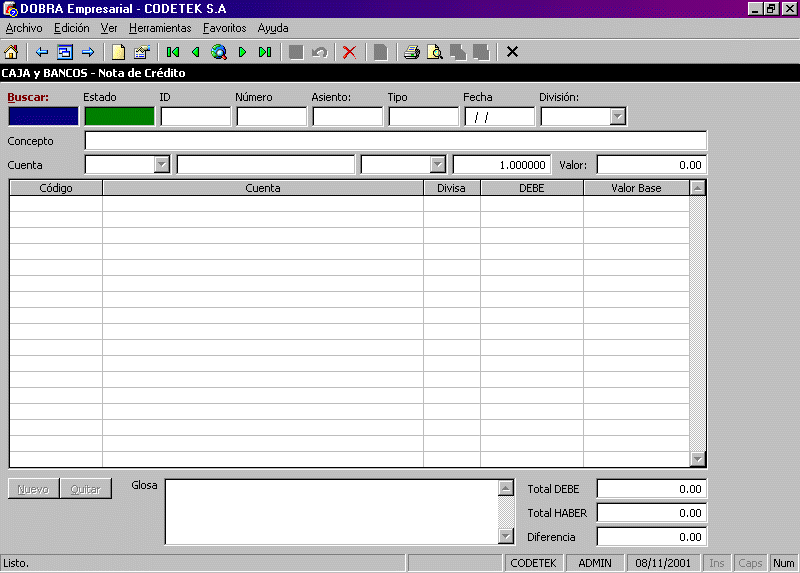 DOBRA Empresarial - CODETEK S.A
Archivo Edición Ver Herramientas Favoritos Ayuda
CAJA y BANCOS - Nota de Crédito
Buscar: Estado ID Número Asiento: Tipo Fecha División:
/ /
Concepto
Cuenta 1.000000 Valor: 0.00
Código Cuenta Divisa DEBE Valor Base
Nuevo Quitar Glosa Total DEBE 0.00
Total HABER 0.00
Diferencia 0.00
Listo. CODETEK ADMIN 08/11/2001 Ins Caps Num